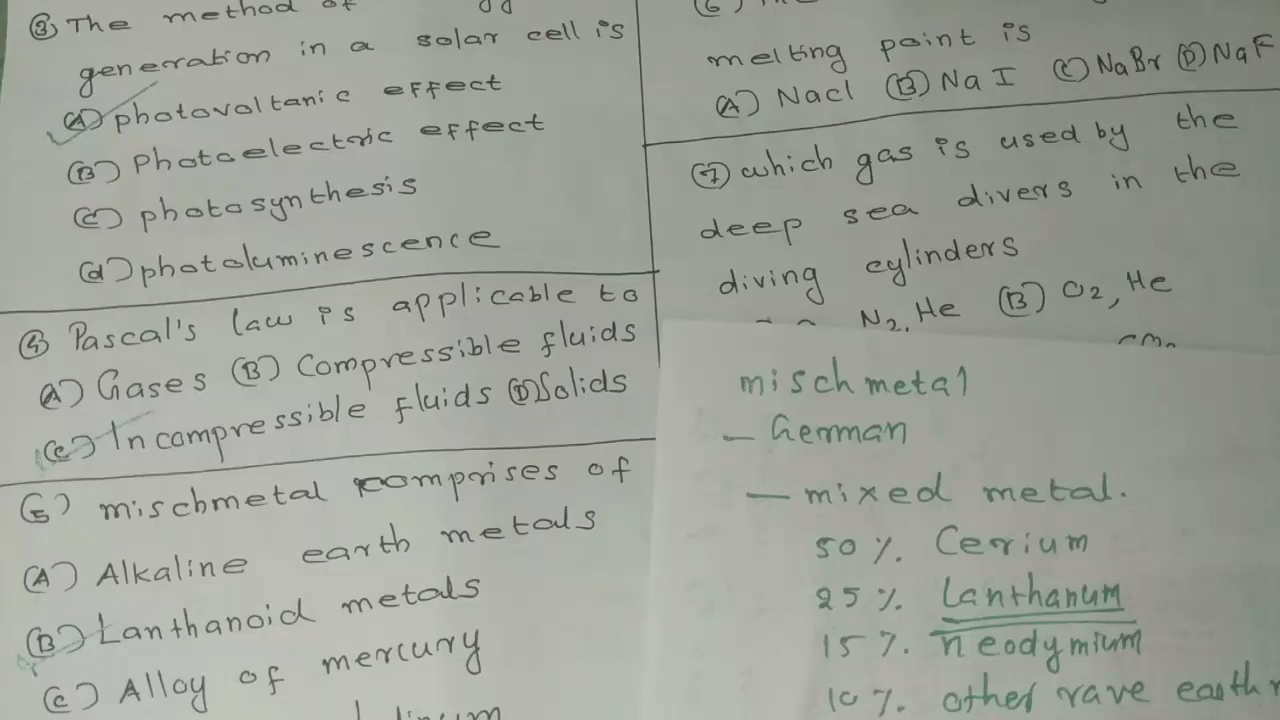 ③ The method of
generation in a solar cell is
(A) photovoltanic effect
(B) Photoelectric effect
(C) photosynthesis
(d) photoluminescence
④ Pascal's law is applicable to
(A) Gases (B) Compressible fluids
(C) Incompressible fluids (D) Solids
(5) mischmetal comprises of
(A) Alkaline earth metals
(B) Lanthanoid metals
(C) Alloy of mercury
melting point is
(A) Nacl (B) NaI (C) NaBr (D) NaF
⑦ which gas is used by the
deep sea divers in the
diving cylinders
N2, He (B) O2, He
mischmetal
— German
— mixed metal.
50 %. Cerium
25 %. Lanthanum
15 %. neodymium
10 %. other rare earth